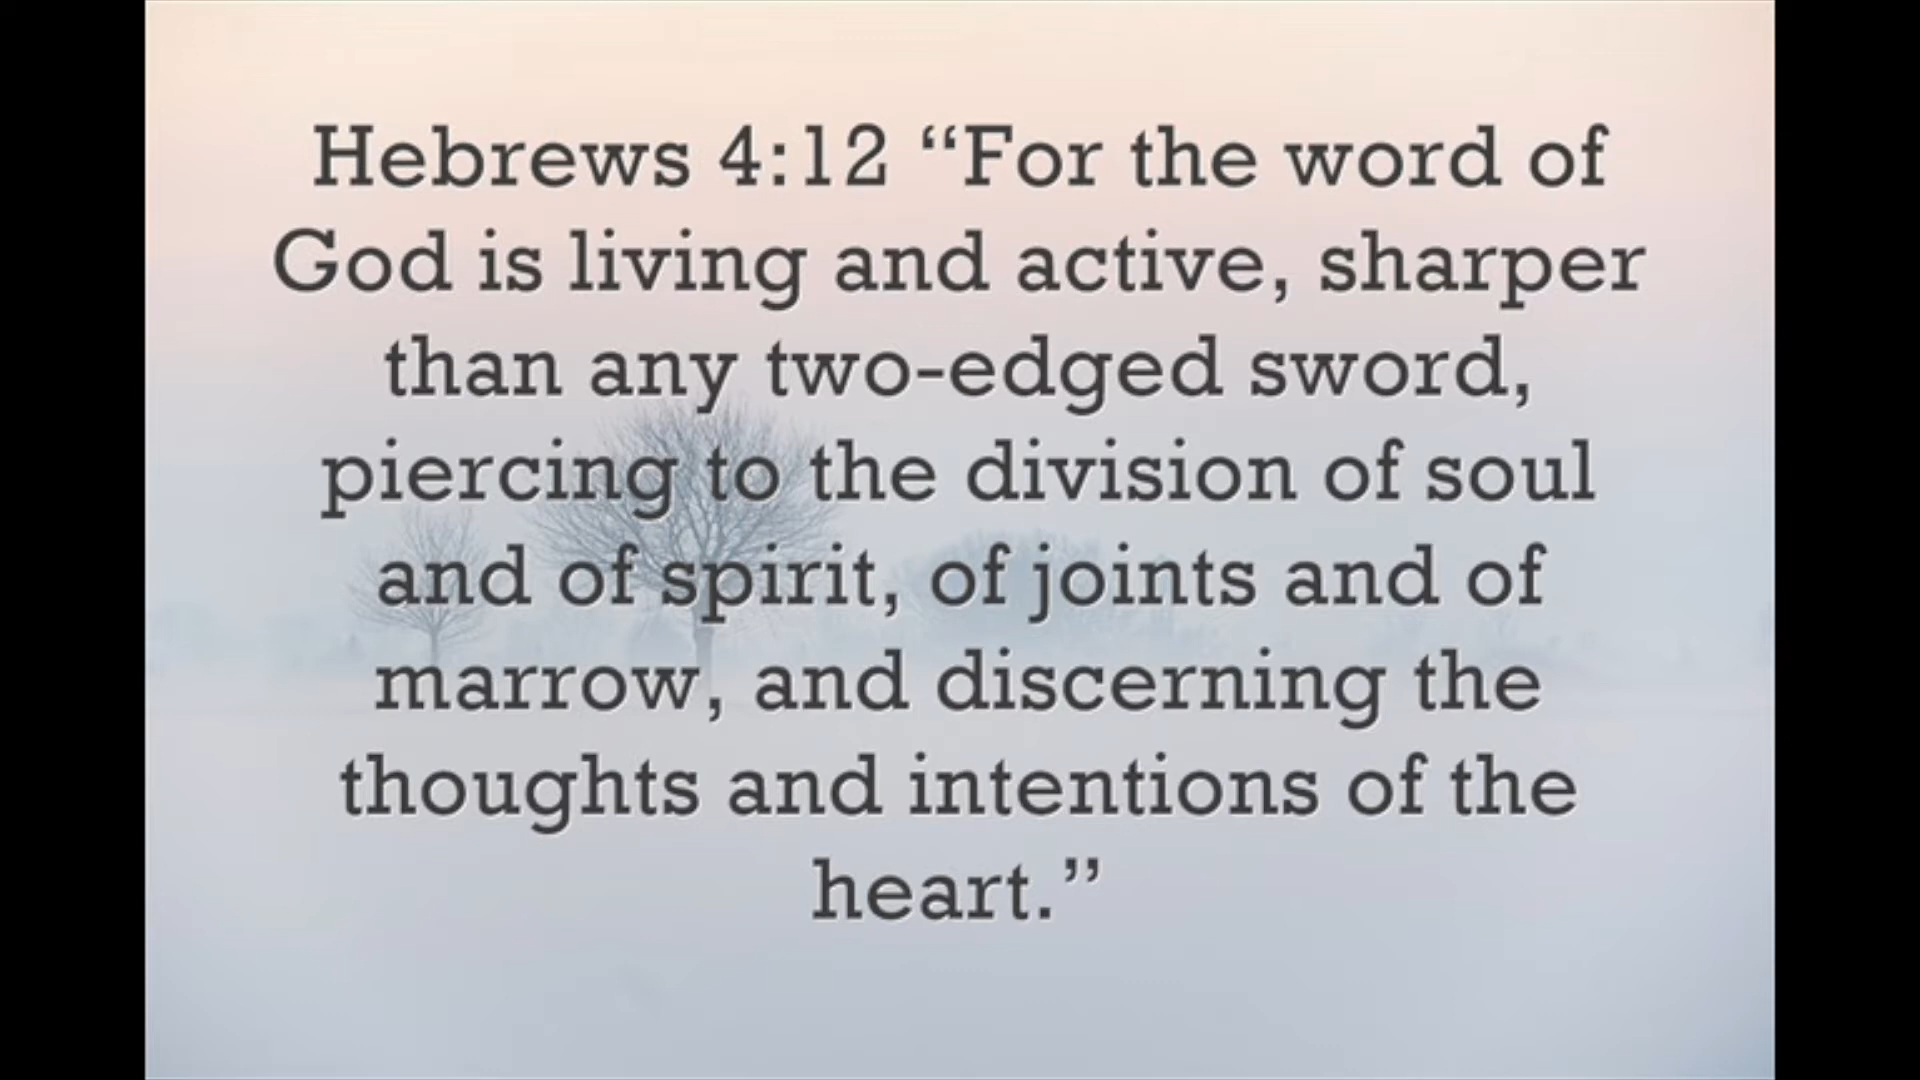 Hebrews 4:12 “For the word of
God is living and active, sharper
than any two-edged sword,
piercing to the division of soul
and of spirit, of joints and of
marrow, and discerning the
thoughts and intentions of the
heart.”